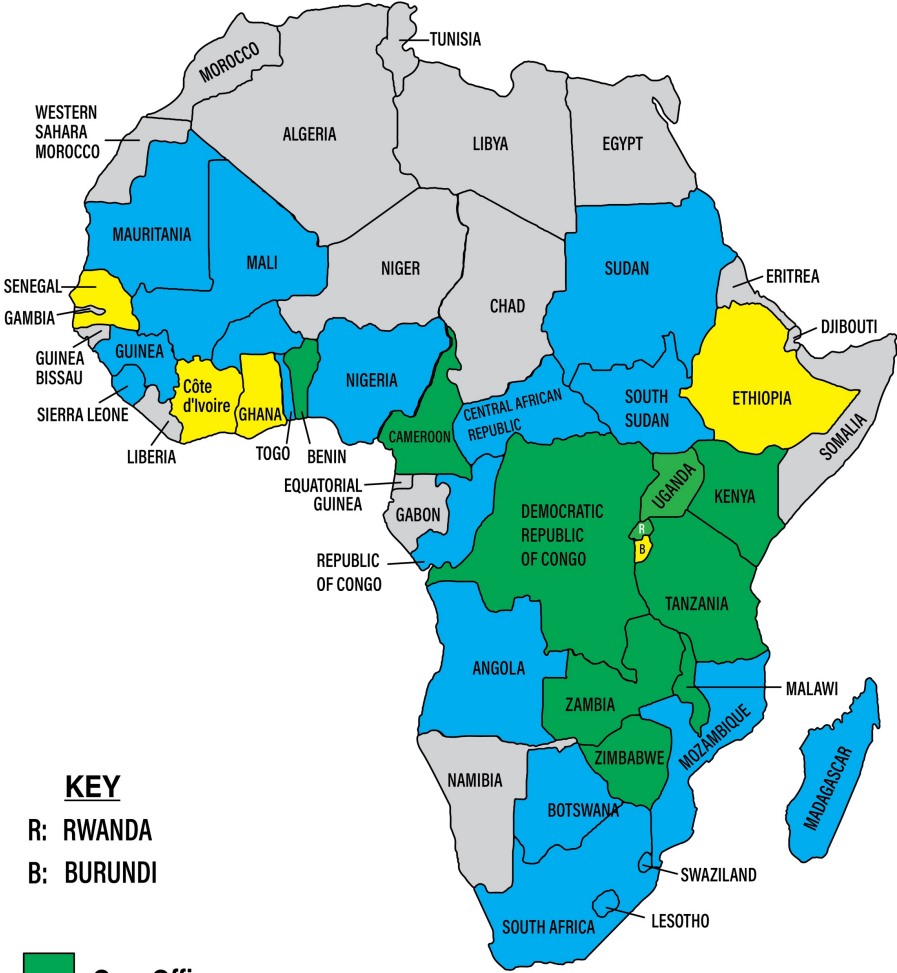 TUNISIA
MOROCCO
WESTERN
SAHARA
MOROCCO
ALGERIA
LIBYA
EGYPT
MAURITANIA
MALI
NIGER
CHAD
SUDAN
ERITREA
SENEGAL
GAMBIA
DJIBOUTI
GUINEA
BISSAU
GUINEA
NIGERIA
Côte
d'Ivoire
GHANA
SIERRA LEONE
LIBERIA
TOGO
BENIN
CAMEROON
CENTRAL AFRICAN
REPUBLIC
SOUTH
SUDAN
ETHIOPIA
SOMALIA
EQUATORIAL
GUINEA
GABON
REPUBLIC
OF CONGO
DEMOCRATIC
REPUBLIC
OF CONGO
UGANDA
KENYA
R
B
TANZANIA
ANGOLA
ZAMBIA
MALAWI
MOZAMBIQUE
ZIMBABWE
MADAGASCAR
NAMIBIA
BOTSWANA
SWAZILAND
LESOTHO
SOUTH AFRICA
KEY
R: RWANDA
B: BURUNDI